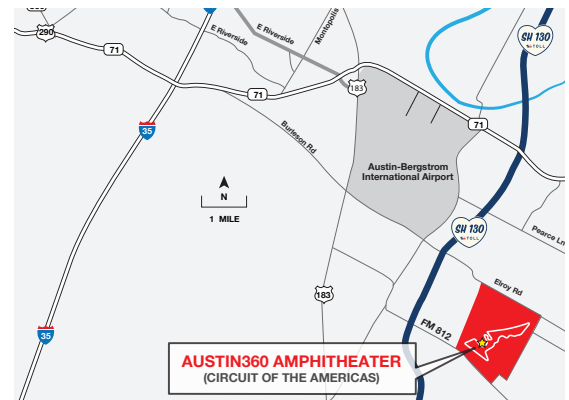 290
71
E Riverside
E Riverside
Montopolis
SH 130
TOLL
71
183
71
35
Burleson Rd
Austin-Bergstrom
International Airport
N
1 MILE
SH 130
TOLL
Pearce Ln
Elroy Rd
183
FM 812
35
AUSTIN360 AMPHITHEATER
(CIRCUIT OF THE AMERICAS)